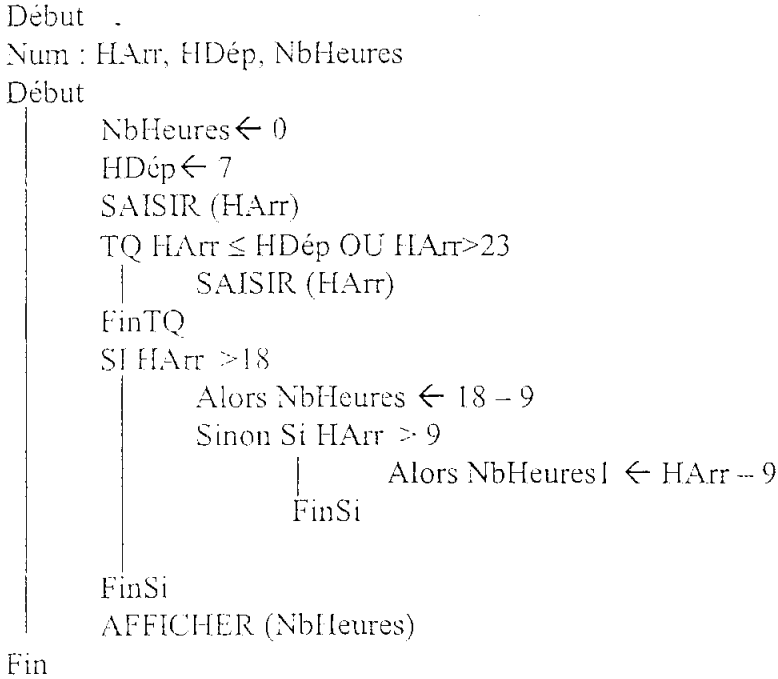 Début .
Num : HArr, HDép, NbHeures
Début
NbHeures ← 0
HDép ← 7
SAISIR (HArr)
TQ HArr ≤ HDép OU HArr>23
SAISIR (HArr)
FinTQ
SI HArr >18
Alors NbHeures ← 18 – 9
Sinon Si HArr > 9
Alors NbHeures1 ← HArr – 9
FinSi
FinSi
AFFICHER (NbHeures)
Fin